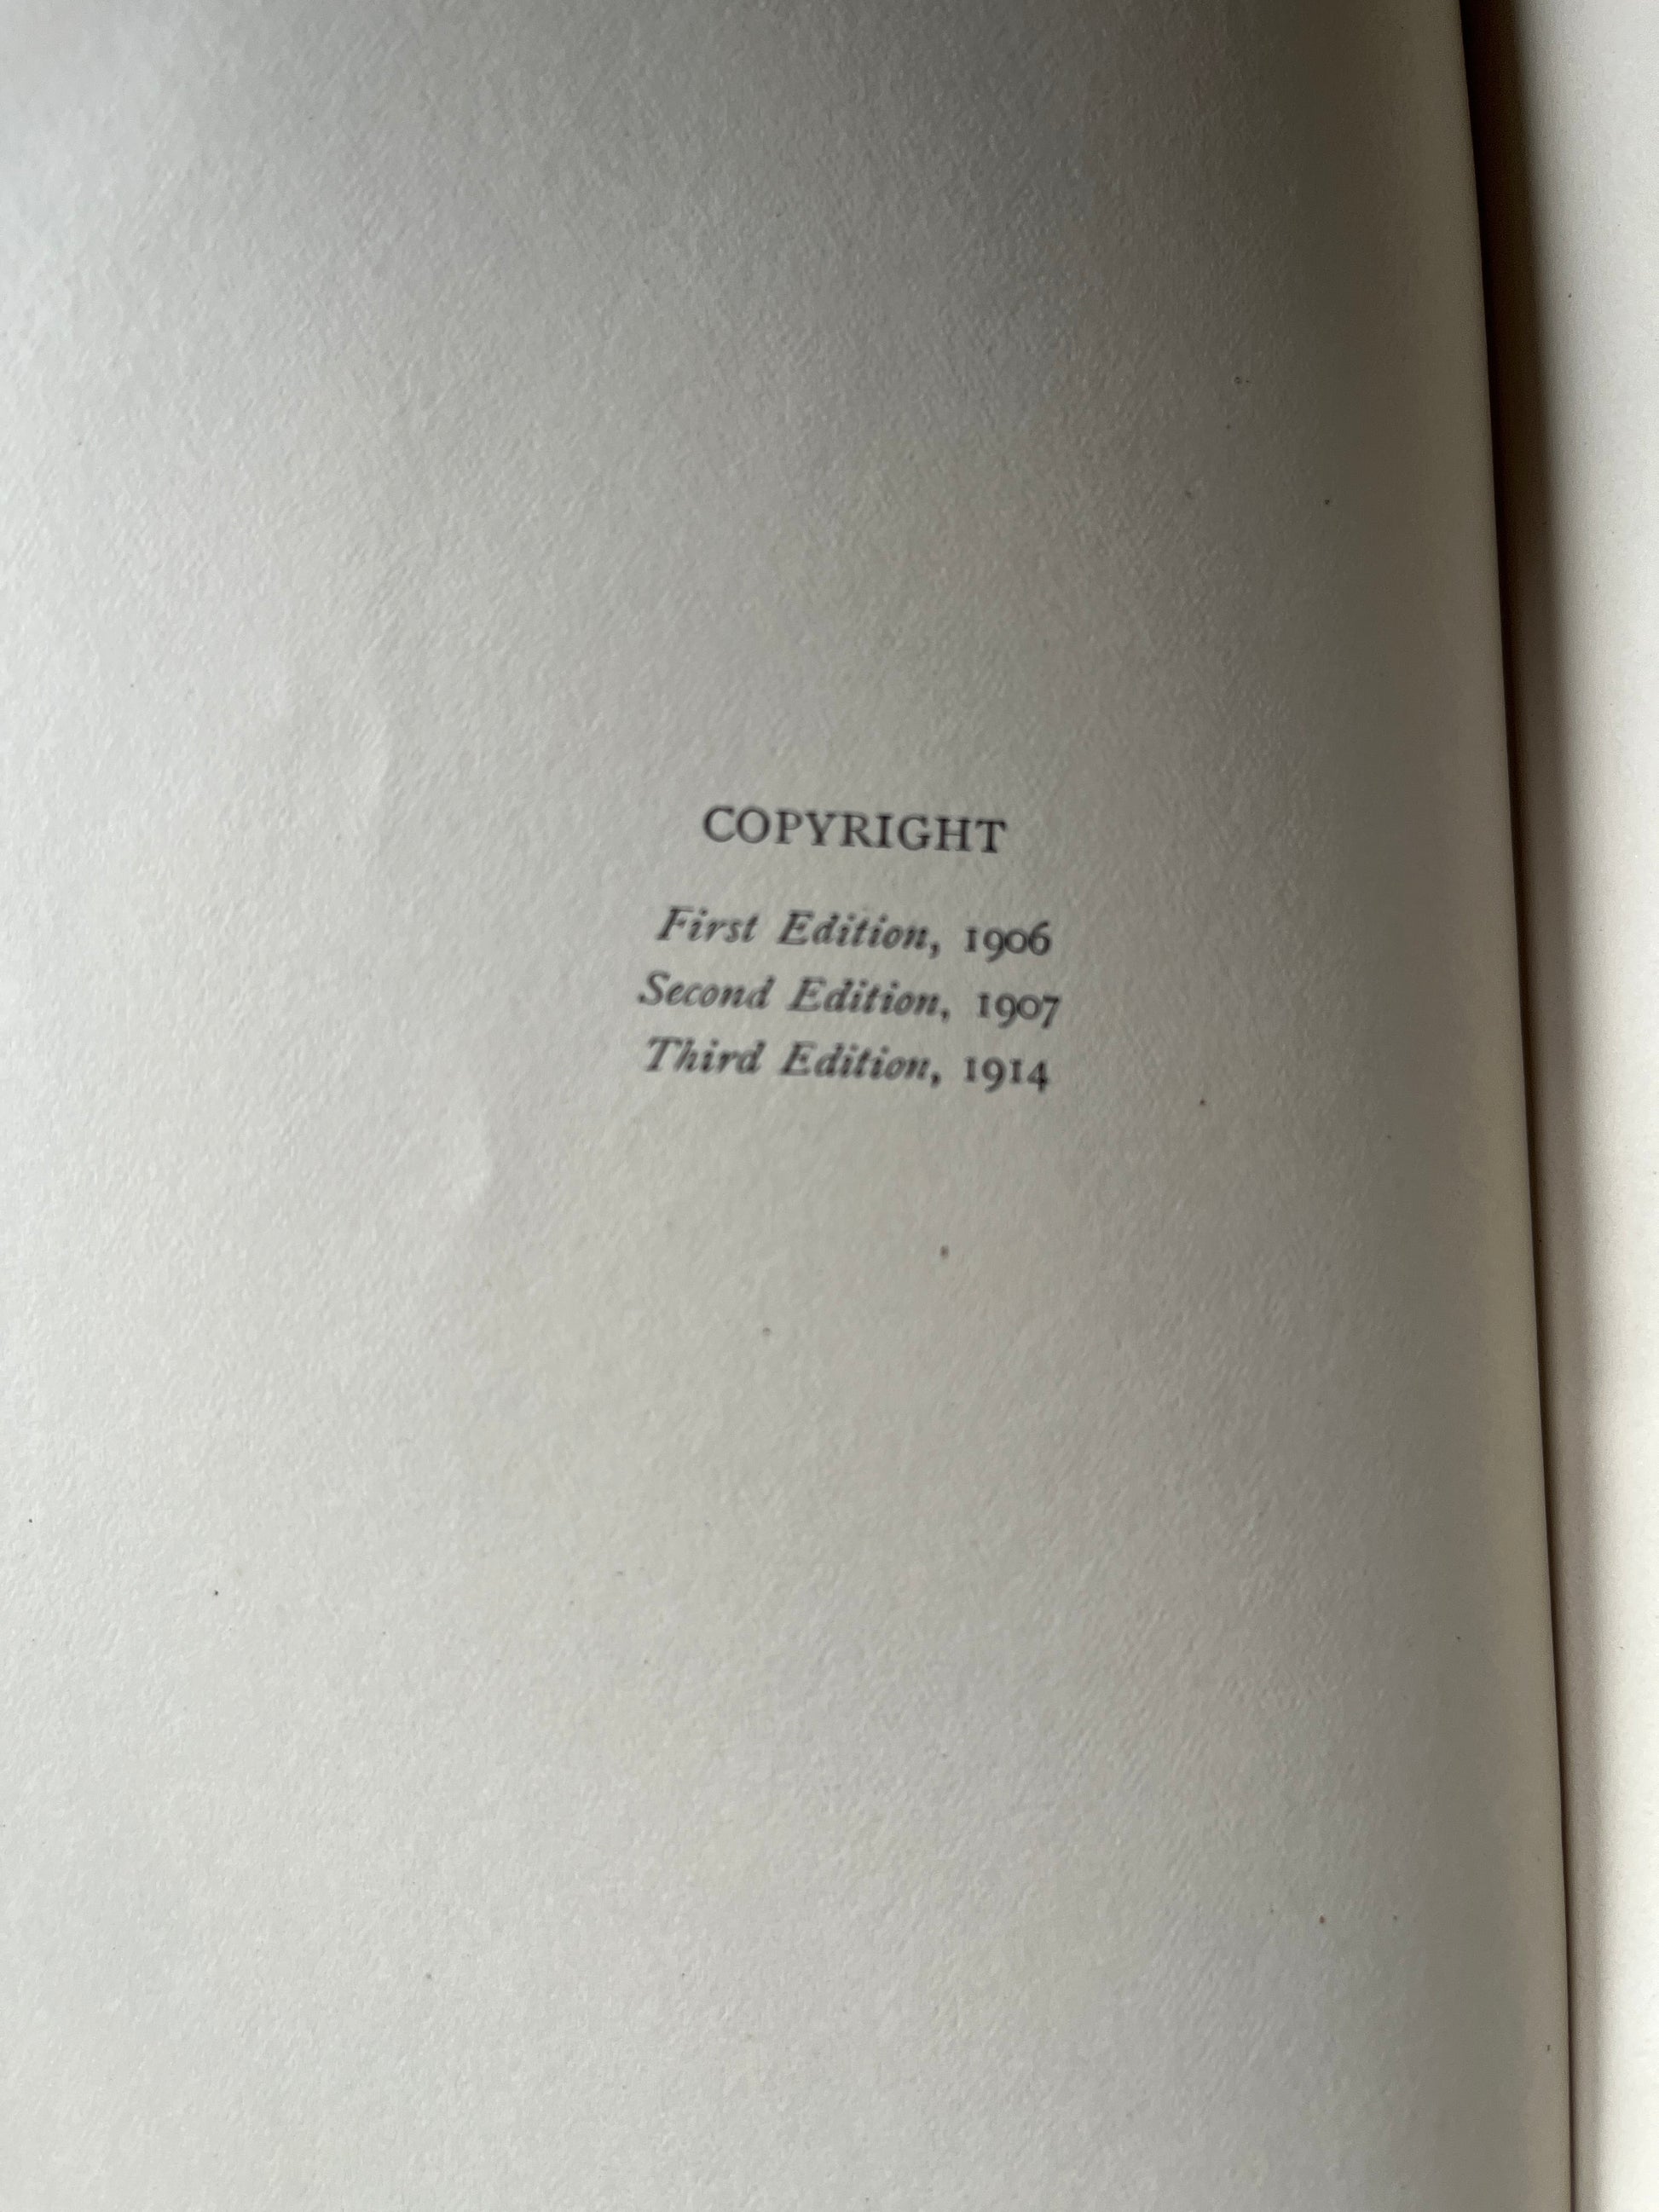 COPYRIGHT
First Edition, 1906
Second Edition, 1907
Third Edition, 1914